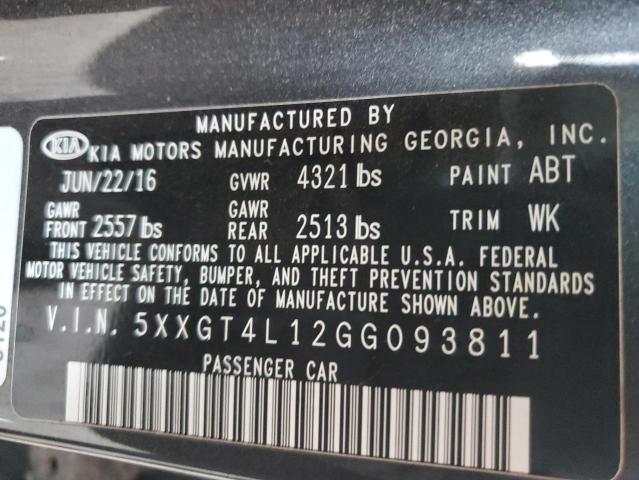 MANUFACTURED BY
KIA KIA MOTORS MANUFACTURING GEORGIA, INC.
JUN/22/16 GVWR 4321 lbs PAINT ABT
GAWR FRONT 2557 lbs GAWR REAR 2513 lbs TRIM WK
THIS VEHICLE CONFORMS TO ALL APPLICABLE U.S.A. FEDERAL
MOTOR VEHICLE SAFETY, BUMPER, AND THEFT PREVENTION STANDARDS
IN EFFECT ON THE DATE OF MANUFACTURE SHOWN ABOVE.
V.I.N. 5XXGT4L12GG093811
PASSENGER CAR